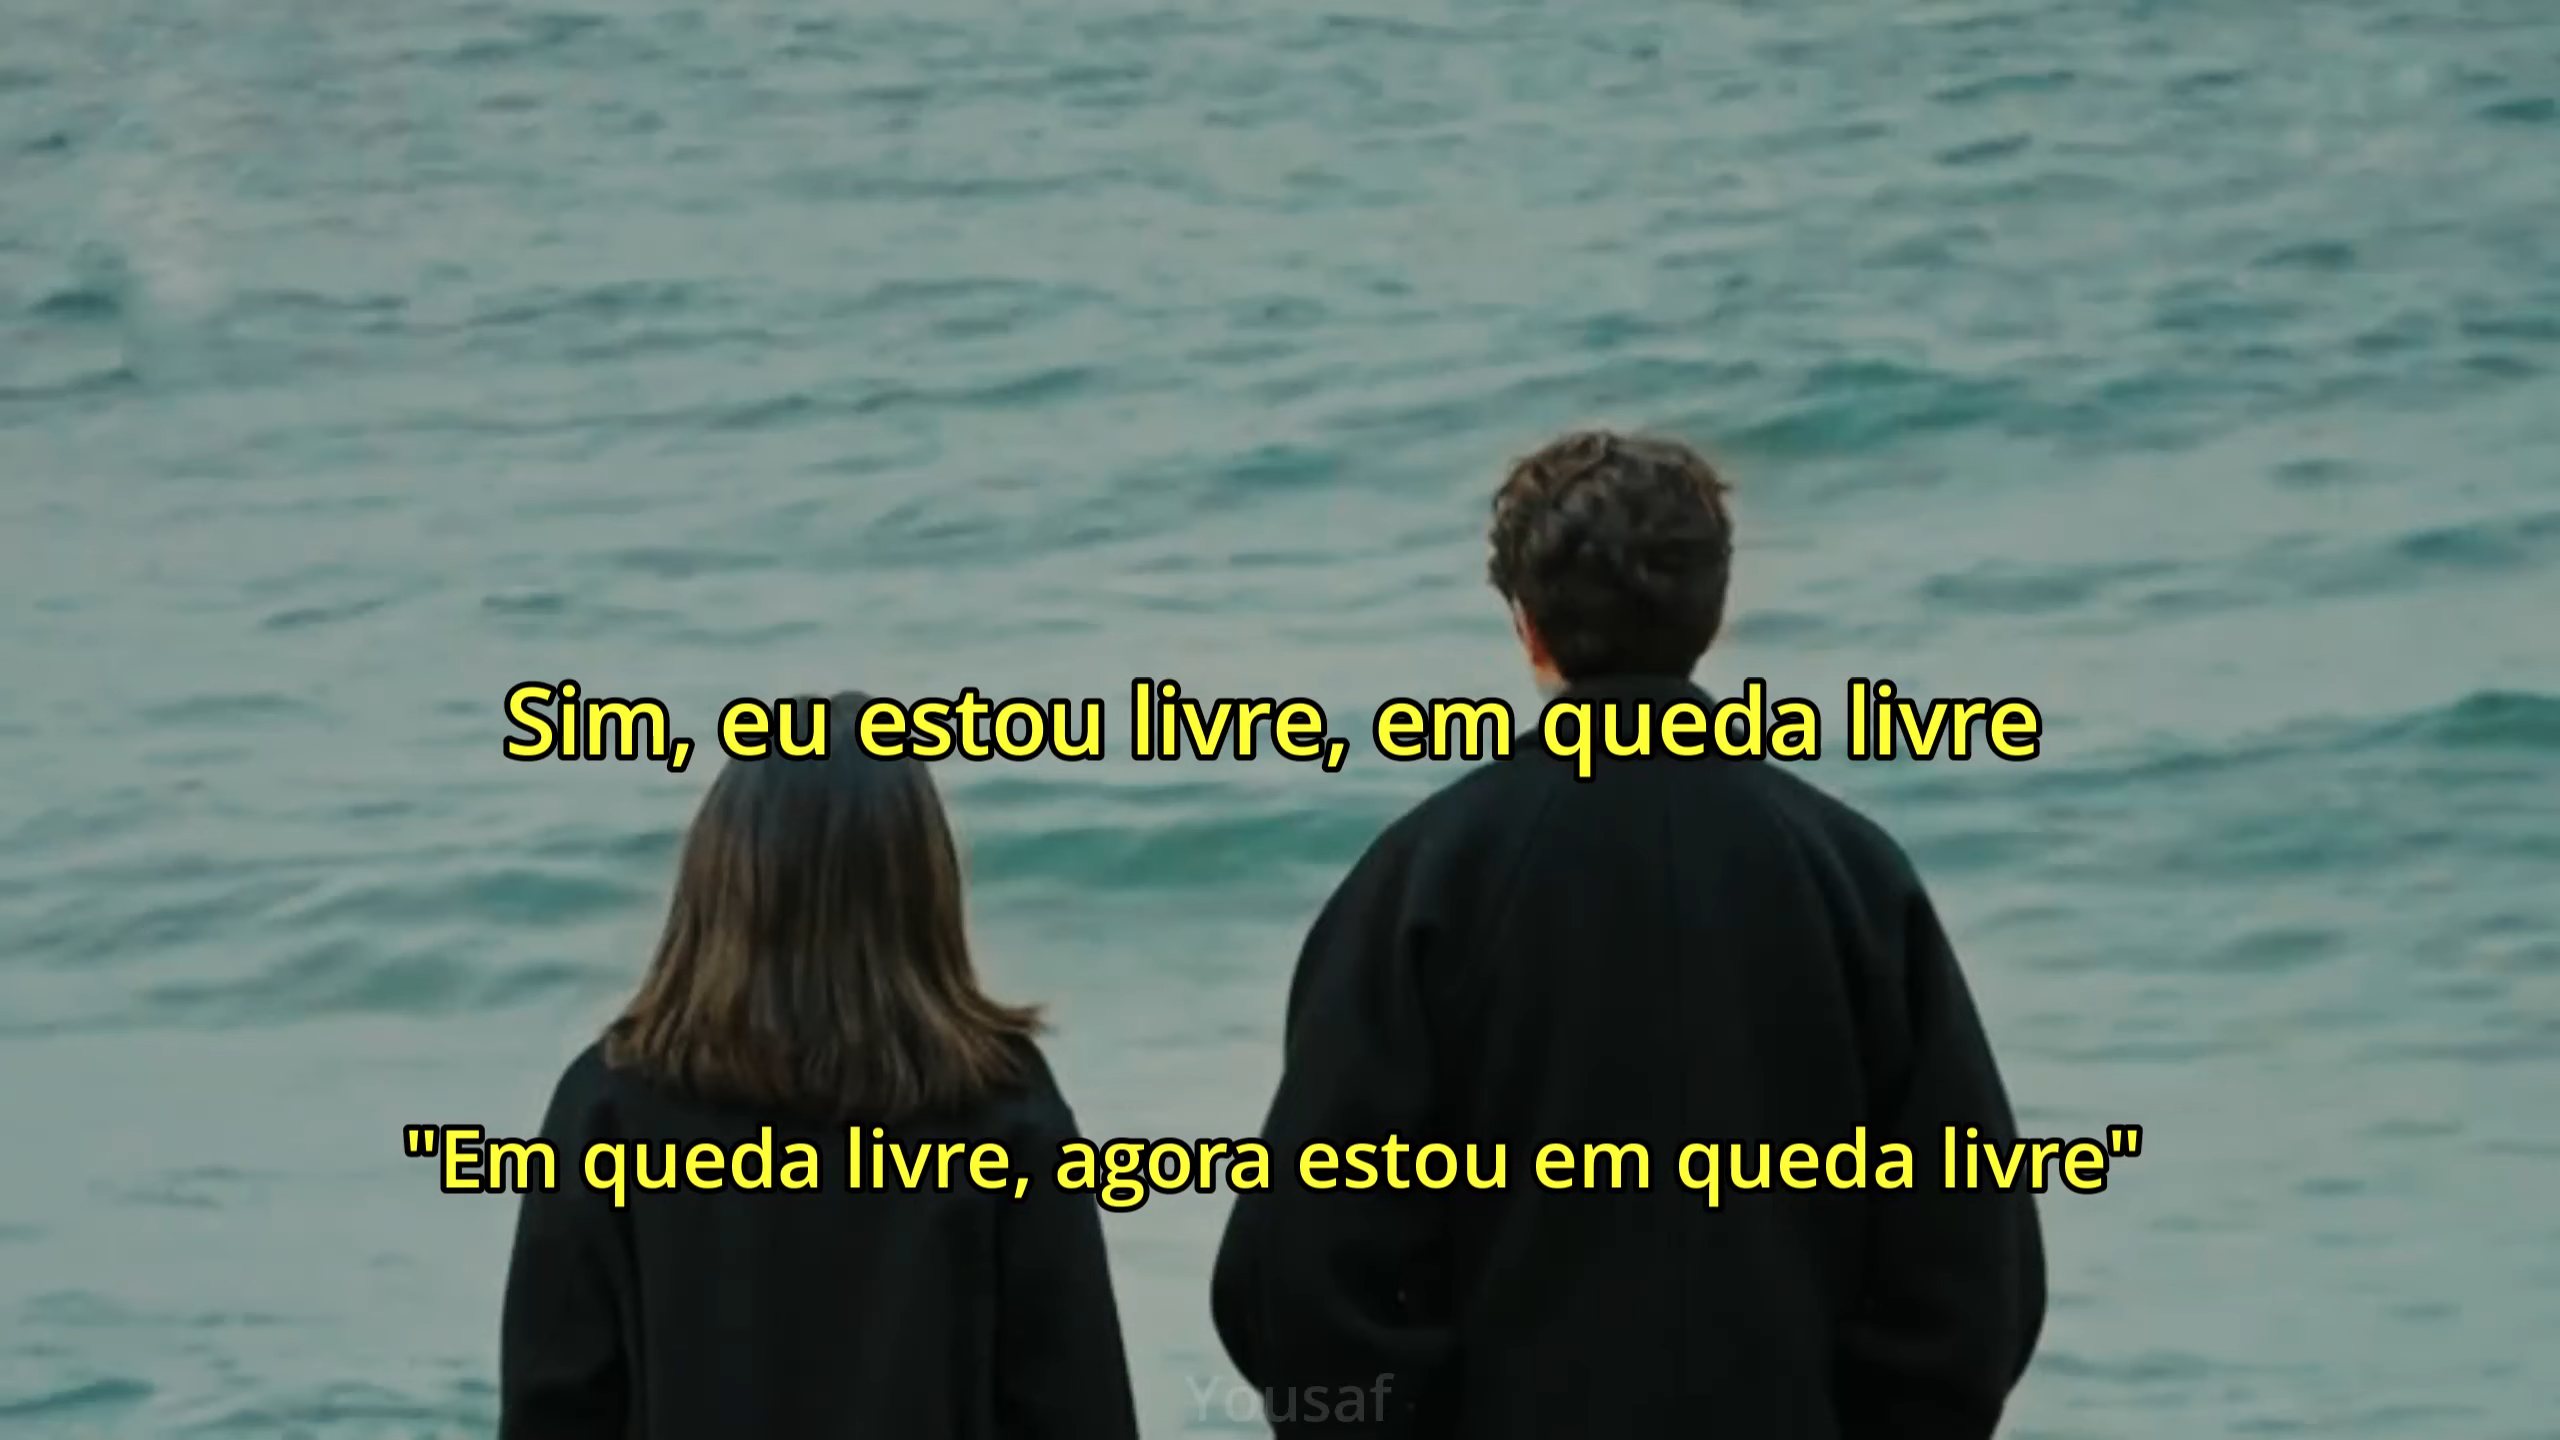 Sim, eu estou livre, em queda livre
"Em queda livre, agora estou em queda livre"
Yousaf